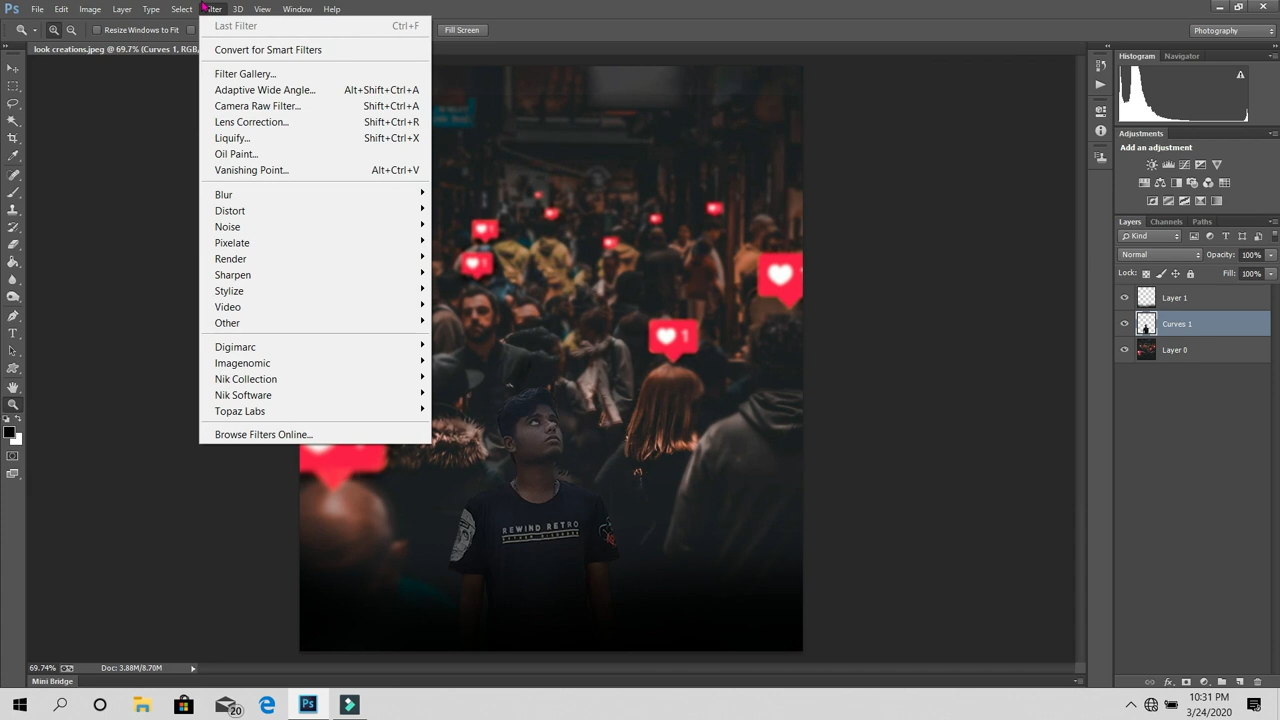 Ps File Edit Image Layer Type Select Filter 3D View Window Help
Resize Windows to Fit Fill Screen Photography
look creations.jpeg @ 69.7% (Curves 1, RGB,
Last Filter Ctrl+F
Convert for Smart Filters
Filter Gallery...
Adaptive Wide Angle... Alt+Shift+Ctrl+A
Camera Raw Filter... Shift+Ctrl+A
Lens Correction... Shift+Ctrl+R
Liquify... Shift+Ctrl+X
Oil Paint...
Vanishing Point... Alt+Ctrl+V
Blur
Distort
Noise
Pixelate
Render
Sharpen
Stylize
Video
Other
Digimarc
Imagenomic
Nik Collection
Nik Software
Topaz Labs
Browse Filters Online...
1
1
1
REWIND RETRO
Histogram Navigator
Adjustments
Add an adjustment
Layers Channels Paths
Kind
Normal Opacity: 100%
Lock: Fill: 100%
Layer 1
Curves 1
Layer 0
69.74% Doc: 3.88M/8.70M
Mini Bridge
20
Ps
10:31 PM
3/24/2020